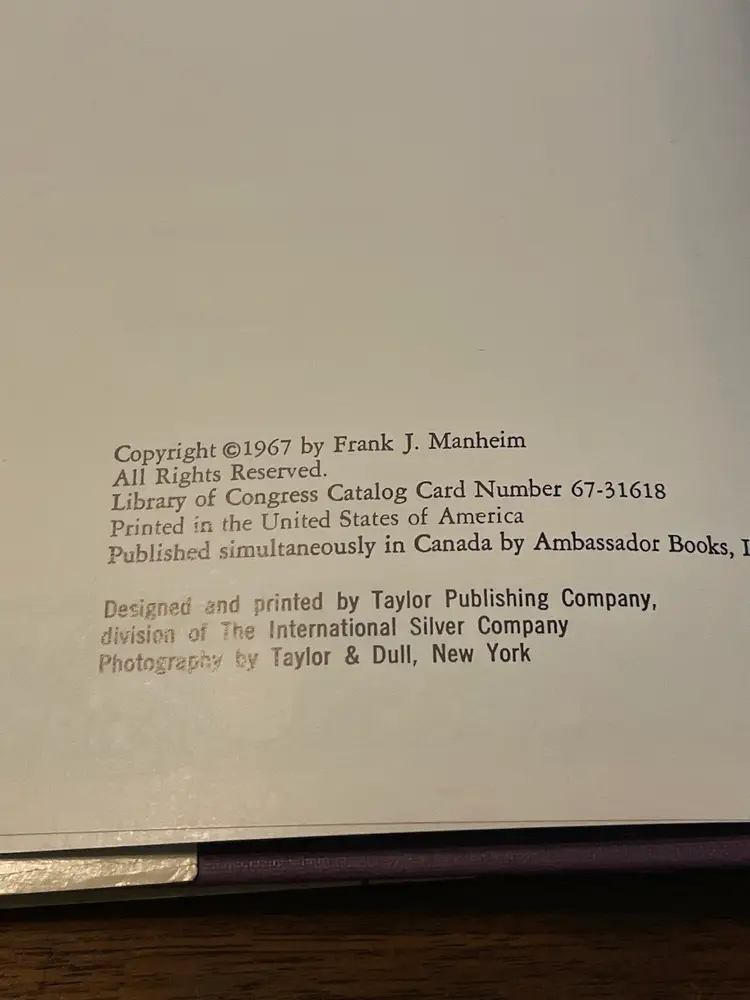 Copyright ©1967 by Frank J. Manheim
All Rights Reserved.
Library of Congress Catalog Card Number 67-31618
Printed in the United States of America
Published simultaneously in Canada by Ambassador Books,
Designed and printed by Taylor Publishing Company,
division of The International Silver Company
Photography by Taylor & Dull, New York